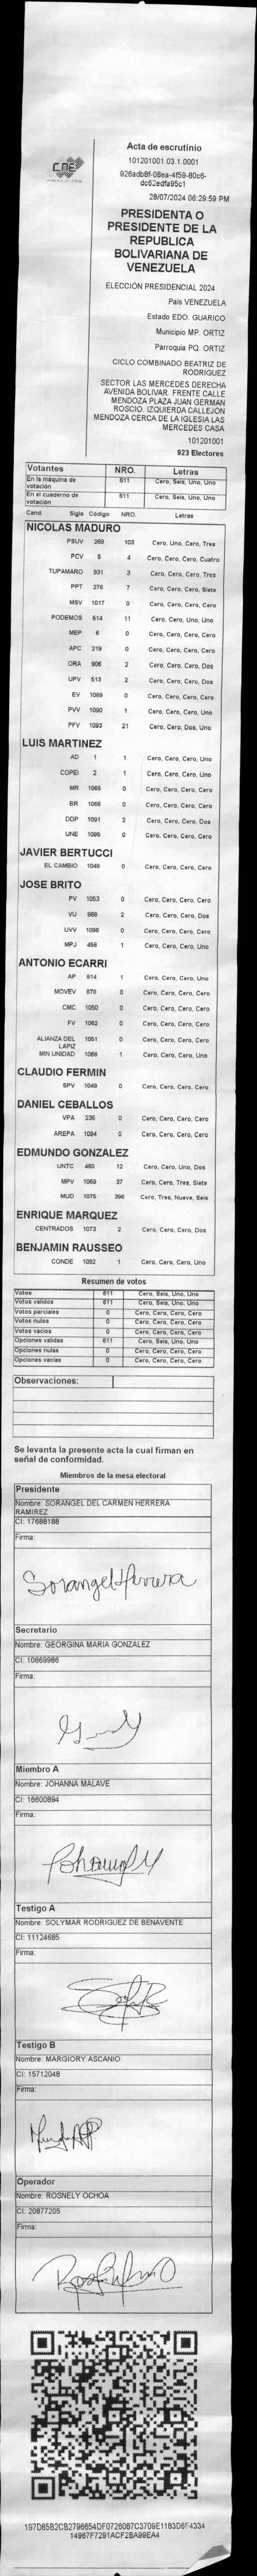 CNE
Acta de escrutinio
101201001.03.1.0001
dc62edfa95c1
28/07/2024 06:29:59 PM
PRESIDENTA O
PRESIDENTE DE LA
REPUBLICA
BOLIVARIANA DE
VENEZUELA
ELECCIÓN PRESIDENCIAL 2024
Pais VENEZUELA
Estado EDO. GUARICO
Municipio MP. ORTIZ
Parroquia PQ. ORTIZ
CICLO COMBINADO BEATRIZ DE
RODRIGUEZ
SECTOR LAS MERCEDES DERECHA
AVENIDA BOLIVAR. FRENTE CALLE
MENDOZA PLAZA JUAN GERMAN
ROSCIO. IZQUIERDA CALLEJÓN
MENDOZA CERCA DE LA IGLESIA LAS
MERCEDES CASA
101201001
923 Electores
Votantes NRO. Letras
En la máquina de votación 611 Cero, Seis, Uno, Uno
En el cuaderno de votación 611 Cero, Seis, Uno, Uno
Cand. Sigla Código NRO. Letras
NICOLAS MADURO
PSUV 269 103 Cero, Uno, Cero, Tres
PCV 9 4 Cero, Cero, Cero, Cuatro
TUPAMARO 931 3 Cero, Cero, Cero, Tres
PPT 376 7 Cero, Cero, Cero, Siete
MSV 1017 0 Cero, Cero, Cero, Cero
PODEMOS 514 11 Cero, Cero, Uno, Uno
MEP 6 0 Cero, Cero, Cero, Cero
APC 219 0 Cero, Cero, Cero, Cero
ORA 906 2 Cero, Cero, Cero, Dos
UPV 513 2 Cero, Cero, Cero, Dos
EV 1089 0 Cero, Cero, Cero, Cero
PVV 1090 1 Cero, Cero, Cero, Uno
PFV 1093 21 Cero, Cero, Dos, Uno
LUIS MARTINEZ
AD 1 1 Cero, Cero, Cero, Uno
COPEI 2 1 Cero, Cero, Cero, Uno
MR 1065 0 Cero, Cero, Cero, Cero
BR 1066 0 Cero, Cero, Cero, Cero
DDP 1091 2 Cero, Cero, Cero, Dos
UNE 1095 0 Cero, Cero, Cero, Cero
JAVIER BERTUCCI
EL CAMBIO 1048 0 Cero, Cero, Cero, Cero
JOSE BRITO
PV 1053 0 Cero, Cero, Cero, Cero
VU 868 2 Cero, Cero, Cero, Dos
UVV 1096 0 Cero, Cero, Cero, Cero
MPJ 458 1 Cero, Cero, Cero, Uno
ANTONIO ECARRI
AP 814 1 Cero, Cero, Cero, Uno
MOVEV 878 0 Cero, Cero, Cero, Cero
CMC 1050 0 Cero, Cero, Cero, Cero
FV 1062 0 Cero, Cero, Cero, Cero
ALIANZA DEL LAPIZ 1051 0 Cero, Cero, Cero, Cero
MIN UNIDAD 1068 1 Cero, Cero, Cero, Uno
CLAUDIO FERMIN
SPV 1049 0 Cero, Cero, Cero, Cero
DANIEL CEBALLOS
VPA 236 0 Cero, Cero, Cero, Cero
AREPA 1094 0 Cero, Cero, Cero, Cero
EDMUNDO GONZALEZ
UNTC 460 12 Cero, Cero, Uno, Dos
MPV 1069 37 Cero, Cero, Tres, Siete
MUD 1075 396 Cero, Tres, Nueve, Seis
ENRIQUE MARQUEZ
CENTRADOS 1073 2 Cero, Cero, Cero, Dos
BENJAMIN RAUSSEO
CONDE 1092 1 Cero, Cero, Cero, Uno
Resumen de votos
Votos 611 Cero, Seis, Uno, Uno
Votos validos 611 Cero, Seis, Uno, Uno
Votos parciales 0 Cero, Cero, Cero, Cero
Votos nulos 0 Cero, Cero, Cero, Cero
Votos vacios 0 Cero, Cero, Cero, Cero
Opciones validas 611 Cero, Seis, Uno, Uno
Opciones nulas 0 Cero, Cero, Cero, Cero
Opciones vacias 0 Cero, Cero, Cero, Cero
Observaciones:
Se levanta la presente acta la cual firman en
señal de conformidad.
Miembros de la mesa electoral
Presidente
Nombre: SORANGEL DEL CARMEN HERRERA
RAMIREZ
CI: 17688188
Firma:
Sorangel Herrera
Secretario
Nombre: GEORGINA MARIA GONZALEZ
CI: 10669986
Firma:
Miembro A
Nombre: JOHANNA MALAVE
CI: 16600894
Firma:
Testigo A
Nombre: SOLYMAR RODRIGUEZ DE BENAVENTE
CI: 11124685
Firma:
Testigo B
Nombre: MARGIORY ASCANIO
CI: 15712048
Firma:
Operador
Nombre: ROSNELY OCHOA
CI: 20877205
Firma:
197D65B2CB2796654DF0726087C3709E1183D6F4334
14967F7291ACF2BA99EA4